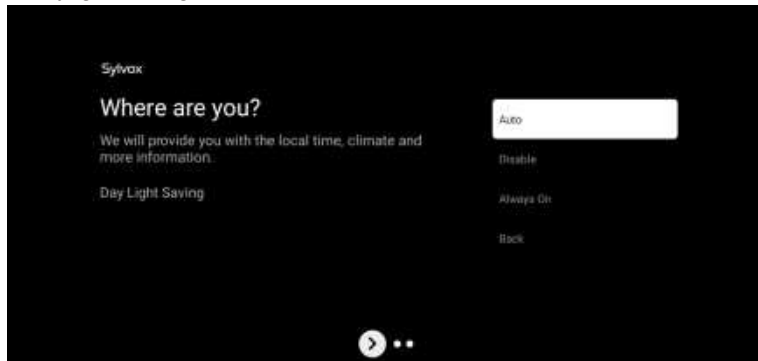 Sylvox
Where are you?
We will provide you with the local time, climate and
more information.
Day Light Saving
Auto
Disable
Always On
Back